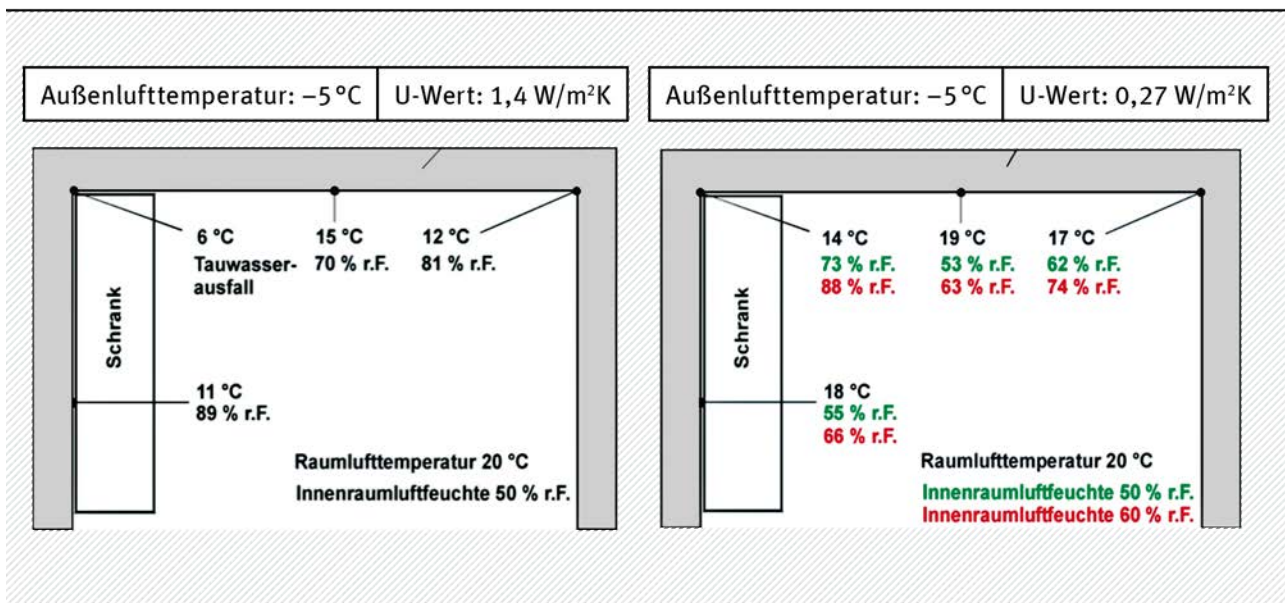 Außenlufttemperatur: –5 °C
U-Wert: 1,4 W/m²K
6 °C
Tauwasser-
ausfall
15 °C
70 % r.F.
12 °C
81 % r.F.
Schrank
11 °C
89 % r.F.
Raumlufttemperatur 20 °C
Innenraumluftfeuchte 50 % r.F.
Außenlufttemperatur: –5 °C
U-Wert: 0,27 W/m²K
14 °C
73 % r.F.
88 % r.F.
19 °C
53 % r.F.
63 % r.F.
17 °C
62 % r.F.
74 % r.F.
Schrank
18 °C
55 % r.F.
66 % r.F.
Raumlufttemperatur 20 °C
Innenraumluftfeuchte 50 % r.F.
Innenraumluftfeuchte 60 % r.F.